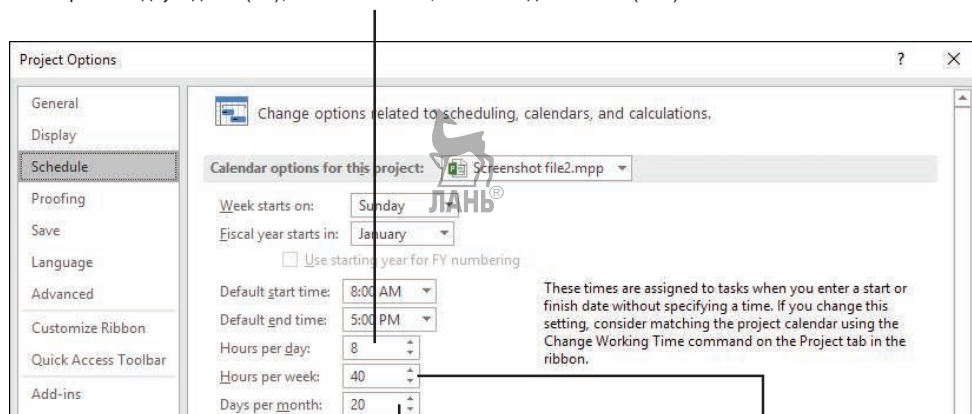 Project Options ? ×
General
Display
Schedule
Proofing
Save
Language
Advanced
Customize Ribbon
Quick Access Toolbar
Add-ins
Change options related to scheduling, calendars, and calculations.
Calendar options for this project: Screenshot file2.mpp
ЛАНЬ®
Week starts on: Sunday
Fiscal year starts in: January
Use starting year for FY numbering
Default start time: 8:00 AM
Default end time: 5:00 PM
Hours per day: 8
Hours per week: 40
Days per month: 20
These times are assigned to tasks when you enter a start or
finish date without specifying a time. If you change this
setting, consider matching the project calendar using the
Change Working Time command on the Project tab in the
ribbon.